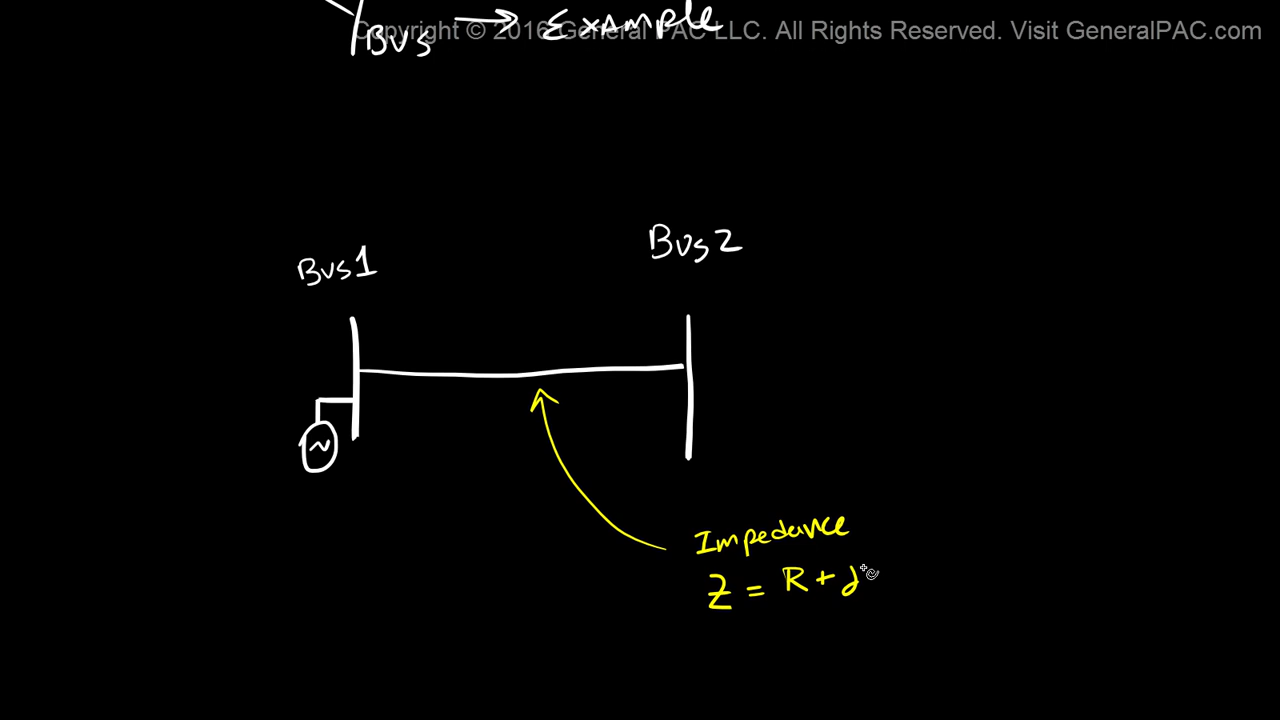 Copyright © 2016 General PAC LLC. All Rights Reserved. Visit GeneralPAC.com
YBUS → Example
Bus1
Bus2
Impedance
Z = R + j